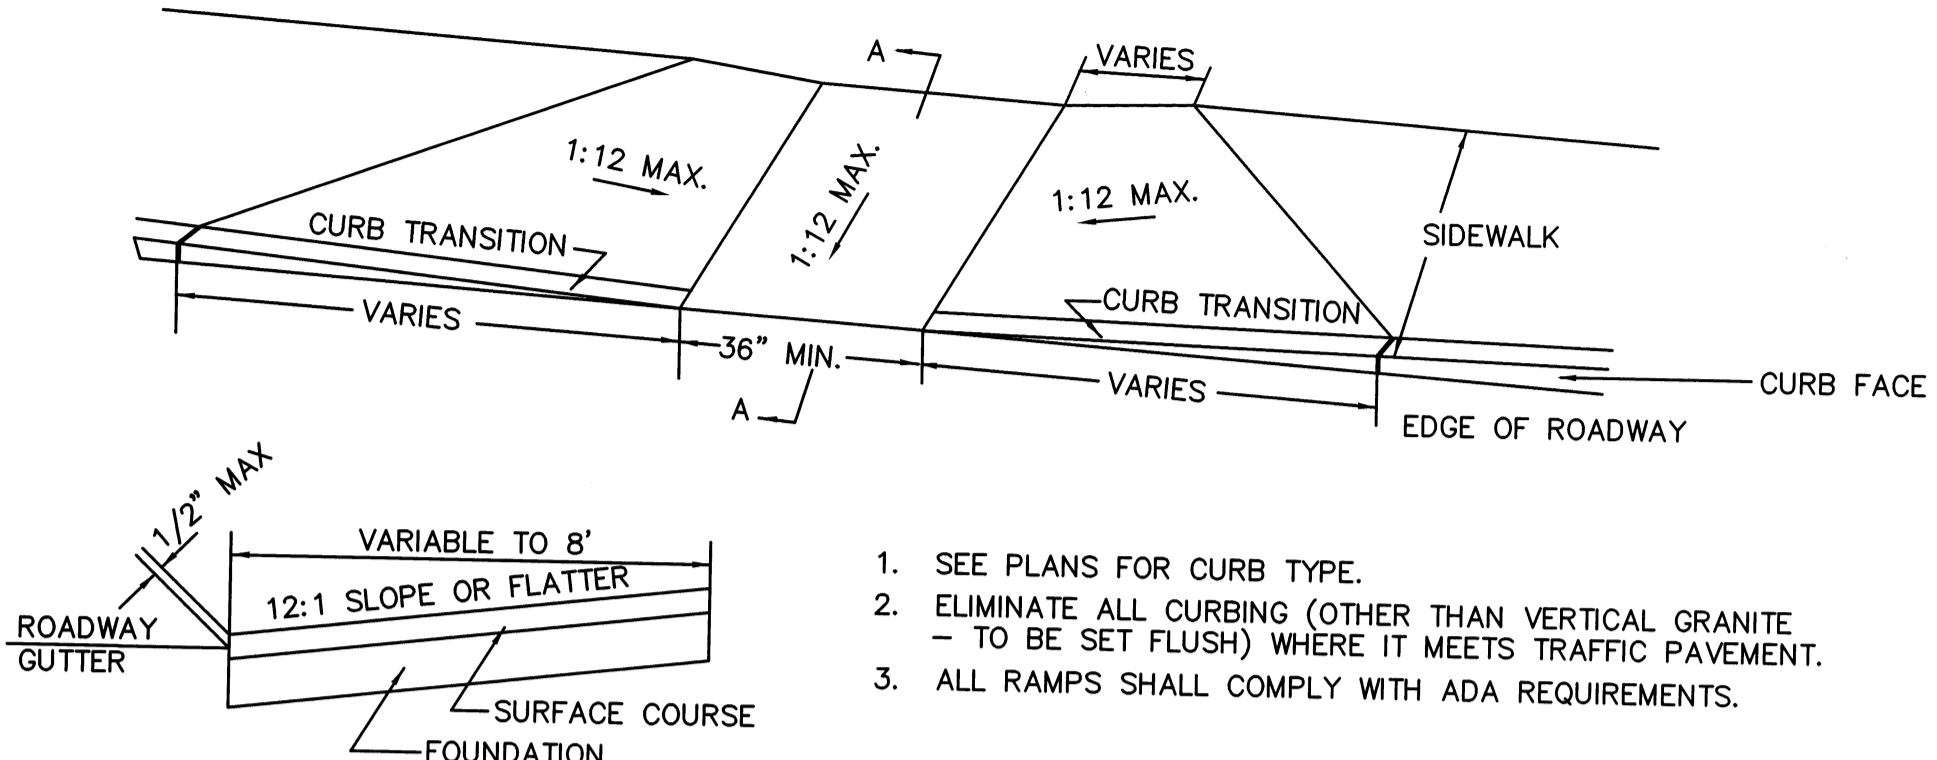 A
VARIES
1:12 MAX.
1:12 MAX.
1:12 MAX.
SIDEWALK
CURB TRANSITION
CURB TRANSITION
VARIES
36" MIN.
VARIES
CURB FACE
A
EDGE OF ROADWAY
1/2" MAX
VARIABLE TO 8'
12:1 SLOPE OR FLATTER
ROADWAY
GUTTER
SURFACE COURSE
FOUNDATION
1. SEE PLANS FOR CURB TYPE.
2. ELIMINATE ALL CURBING (OTHER THAN VERTICAL GRANITE
– TO BE SET FLUSH) WHERE IT MEETS TRAFFIC PAVEMENT.
3. ALL RAMPS SHALL COMPLY WITH ADA REQUIREMENTS.